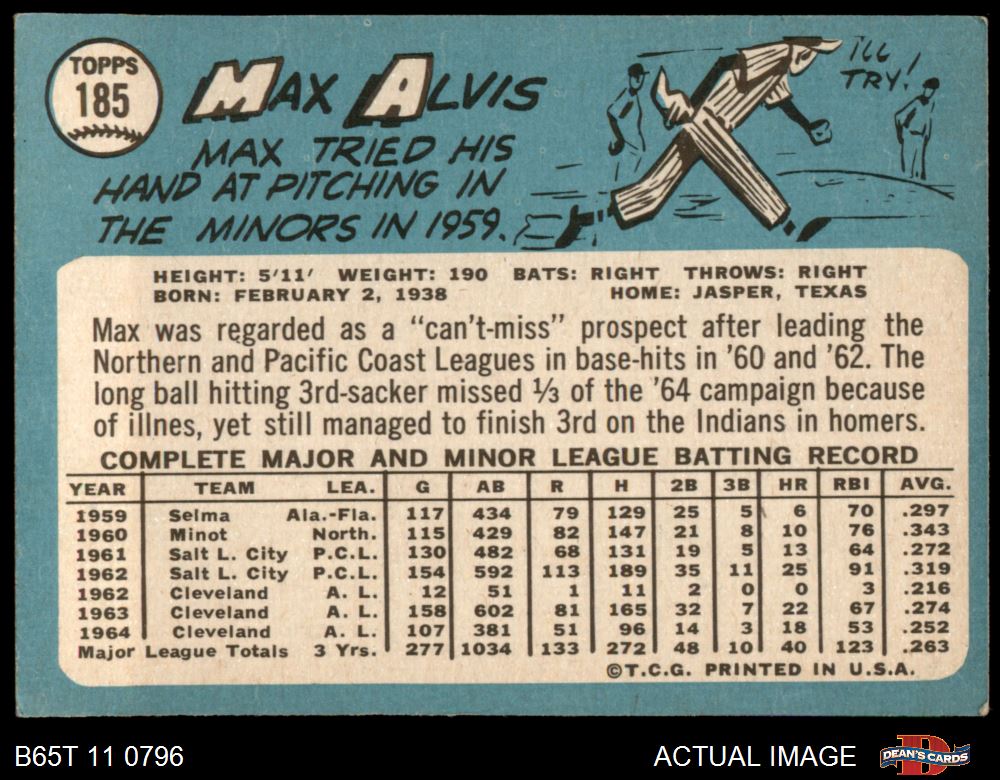 TOPPS
185
MAX ALVIS
I'LL
TRY!
MAX TRIED HIS
HAND AT PITCHING IN
THE MINORS IN 1959.
HEIGHT: 5'11' WEIGHT: 190 BATS: RIGHT THROWS: RIGHT
BORN: FEBRUARY 2, 1938 HOME: JASPER, TEXAS
Max was regarded as a "can't-miss" prospect after leading the
Northern and Pacific Coast Leagues in base-hits in '60 and '62. The
long ball hitting 3rd-sacker missed ⅓ of the '64 campaign because
of illnes, yet still managed to finish 3rd on the Indians in homers.
COMPLETE MAJOR AND MINOR LEAGUE BATTING RECORD
YEAR TEAM LEA. G AB R H 2B 3B HR RBI AVG.
1959 Selma Ala.-Fla. 117 434 79 129 25 5 6 70 .297
1960 Minot North. 115 429 82 147 21 8 10 76 .343
1961 Salt L. City P.C.L. 130 482 68 131 19 5 13 64 .272
1962 Salt L. City P.C.L. 154 592 113 189 35 11 25 91 .319
1962 Cleveland A. L. 12 51 1 11 2 0 0 3 .216
1963 Cleveland A. L. 158 602 81 165 32 7 22 67 .274
1964 Cleveland A. L. 107 381 51 96 14 3 18 53 .252
Major League Totals 3 Yrs. 277 1034 133 272 48 10 40 123 .263
©T.C.G. PRINTED IN U.S.A.
B65T 11 0796 ACTUAL IMAGE DEAN'S CARDS